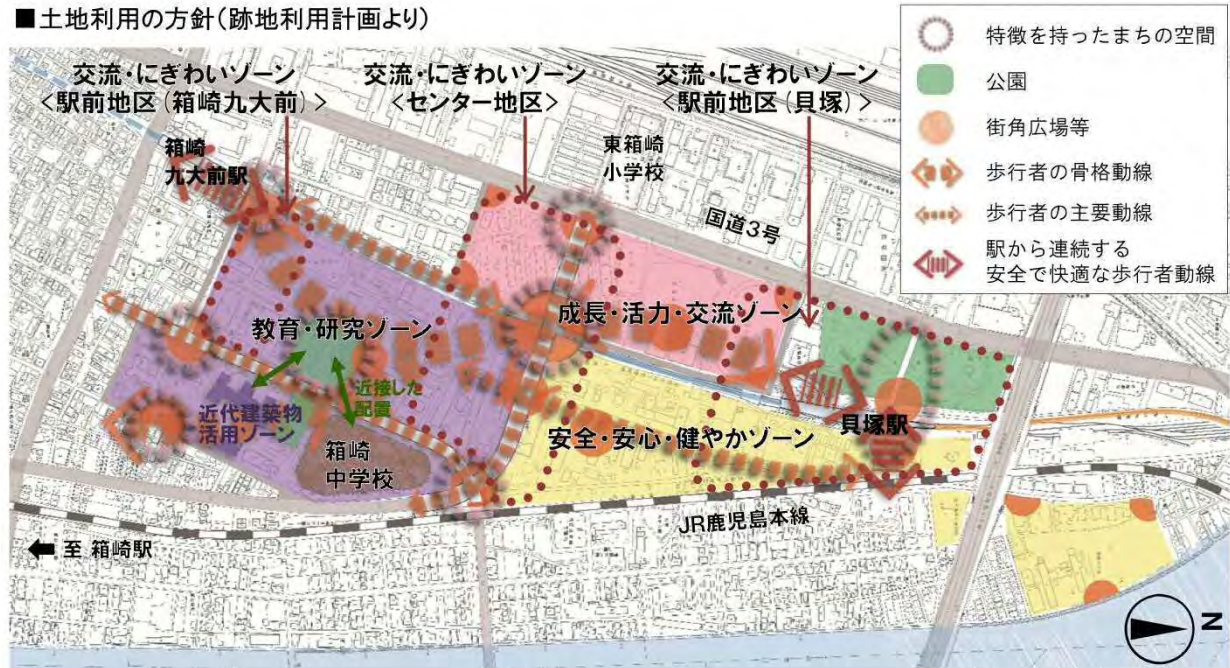 ■土地利用の方針(跡地利用計画より)
交流・にぎわいゾーン
<駅前地区(箱崎九大前)>
交流・にぎわいゾーン
<センター地区>
交流・にぎわいゾーン
<駅前地区(貝塚)>
特徴を持ったまちの空間
公園
街角広場等
歩行者の骨格動線
歩行者の主要動線
駅から連続する
安全で快適な歩行者動線
箱崎
九大前駅
東箱崎
小学校
国道3号
教育・研究ゾーン
成長・活力・交流ゾーン
近接した
配置
近代建築物
活用ゾーン
箱崎
中学校
安全・安心・健やかゾーン
貝塚駅
JR鹿児島本線
至 箱崎駅
N